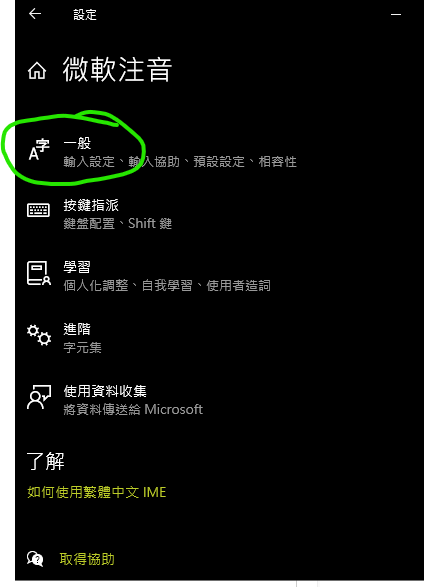 設定
微軟注音
一般
輸入設定、輸入協助、預設設定、相容性
按鍵指派
鍵盤配置、Shift 鍵
學習
個人化調整、自我學習、使用者造詞
進階
字元集
使用資料收集
將資料傳送給 Microsoft
了解
如何使用繁體中文 IME
取得協助